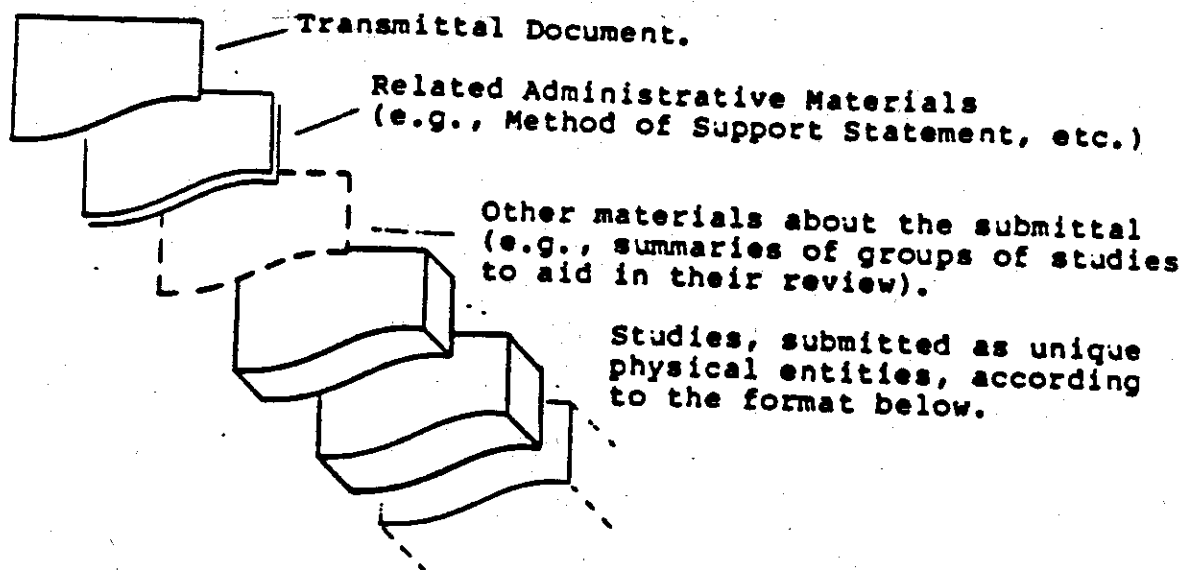 Transmittal Document.
Related Administrative Materials
(e.g., Method of Support Statement, etc.)
Other materials about the submittal
(e.g., summaries of groups of studies
to aid in their review).
Studies, submitted as unique
physical entities, according
to the format below.